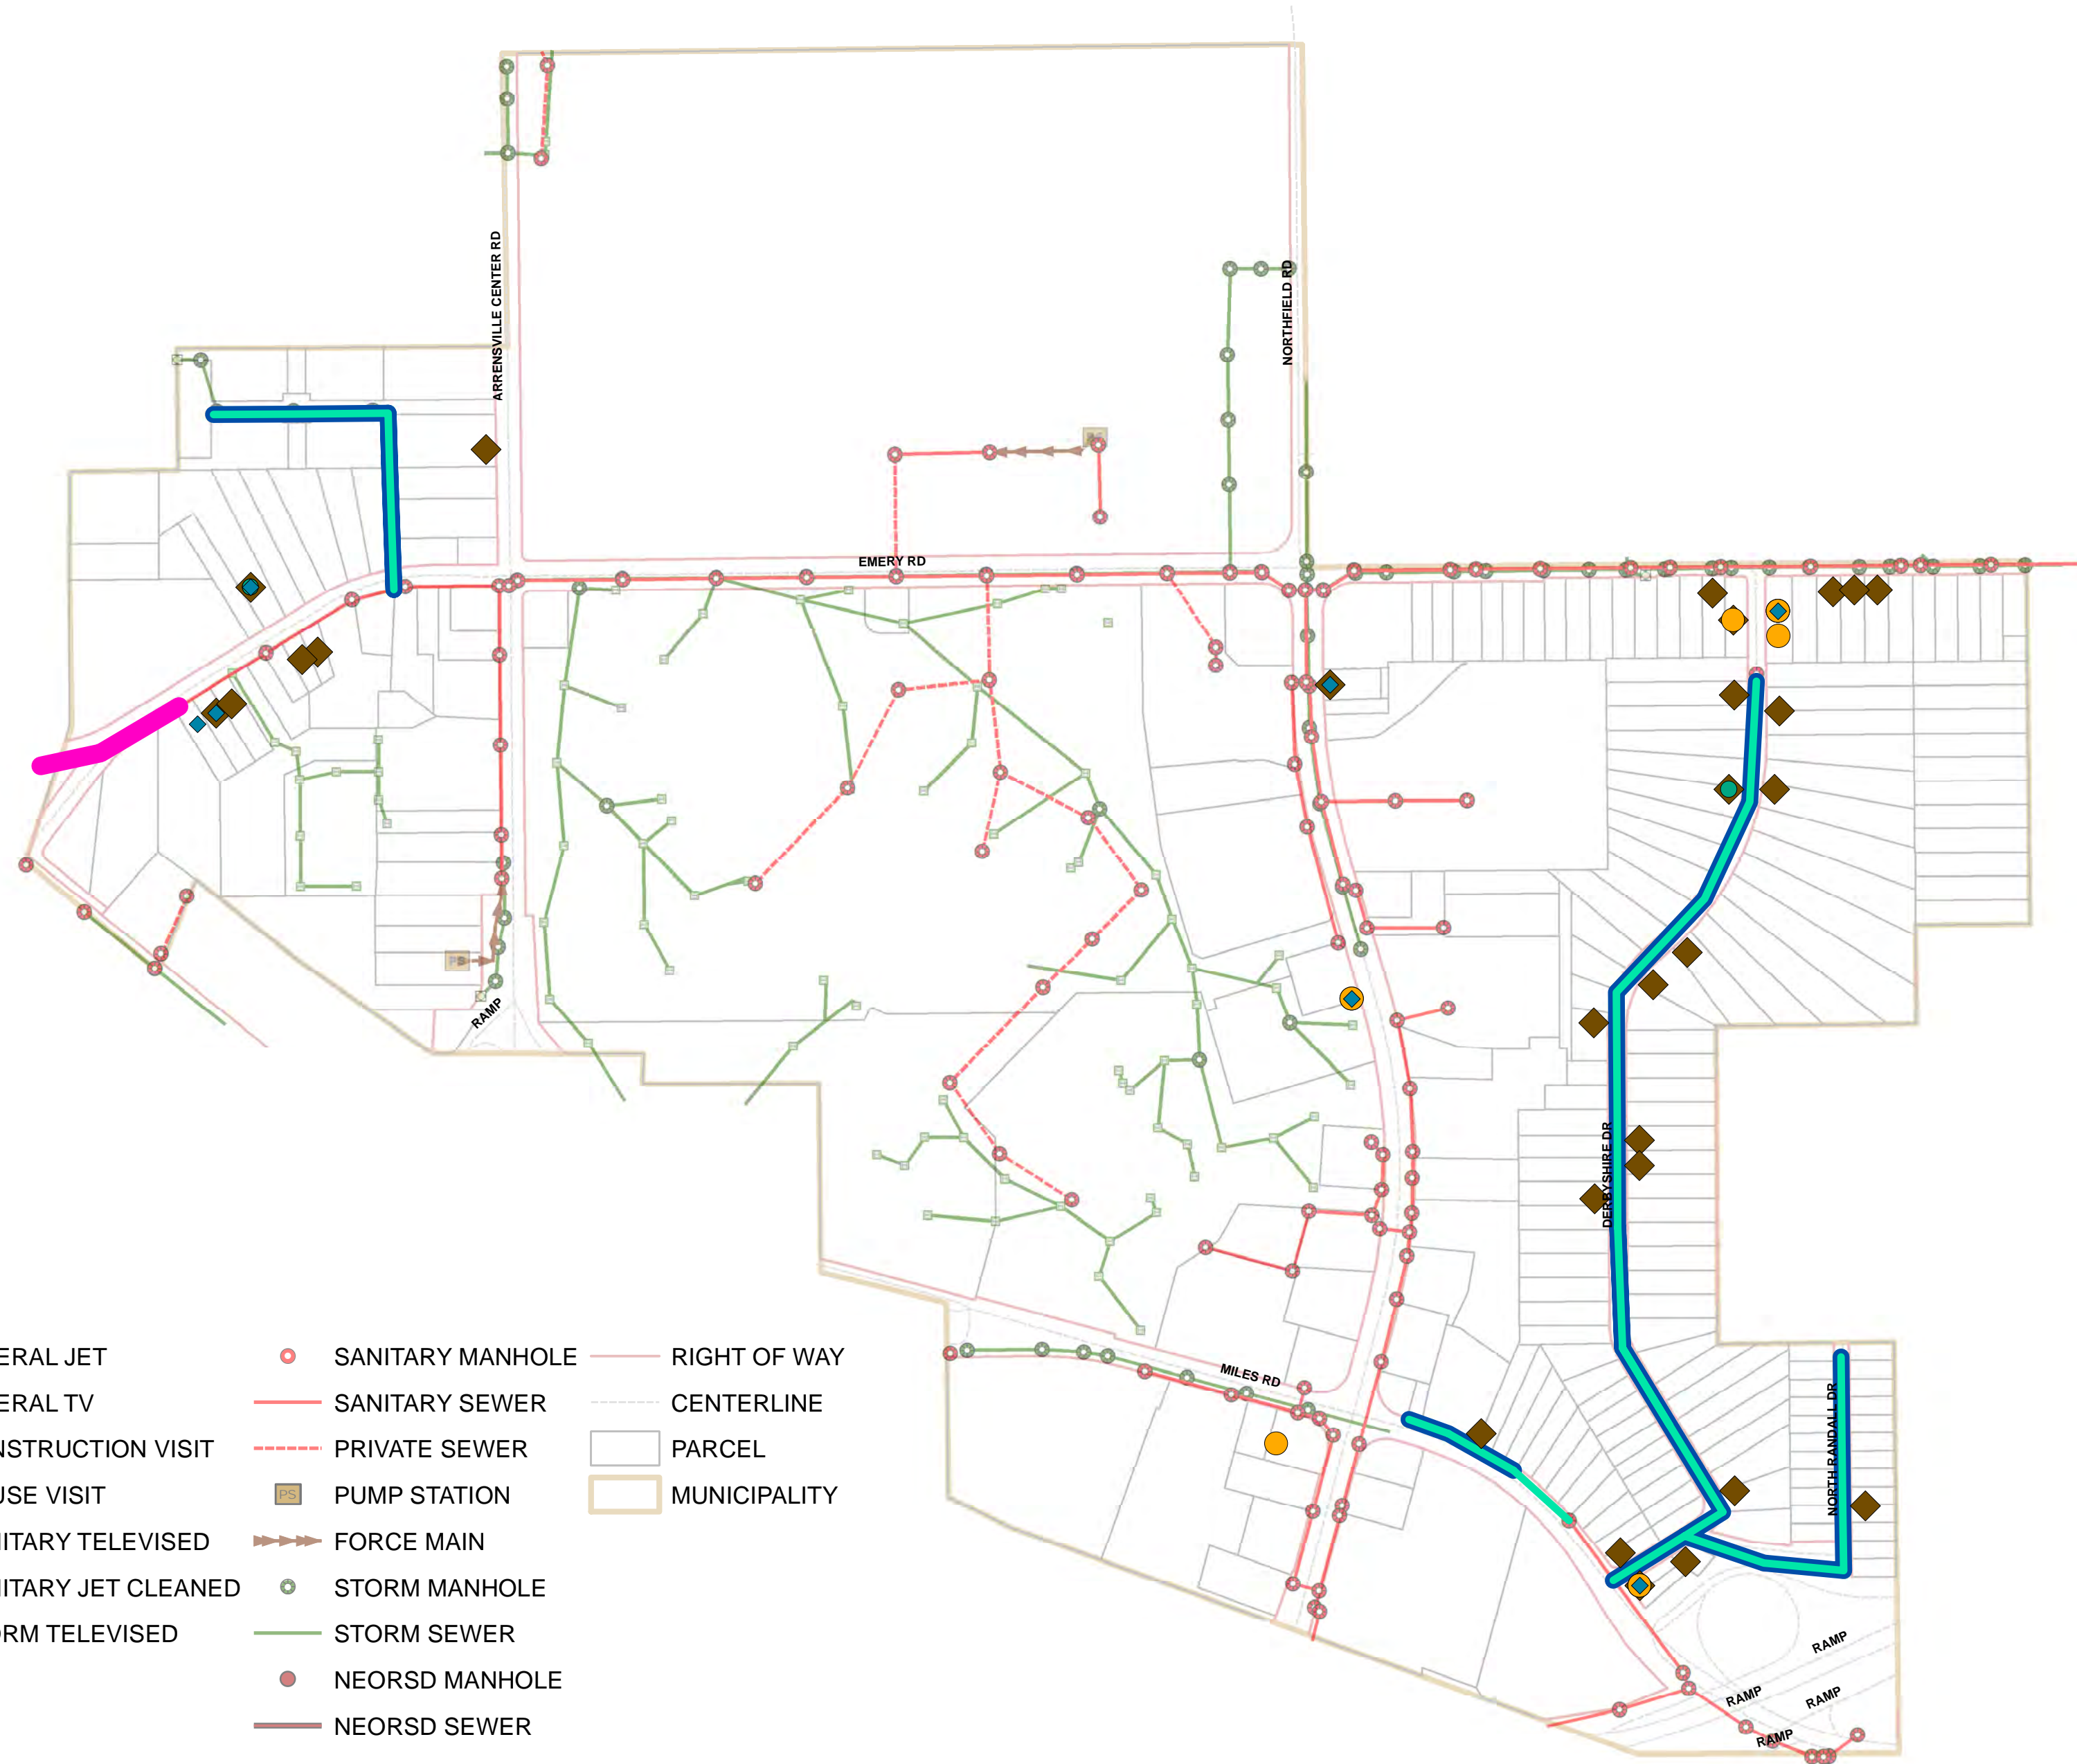 ARRENSVILLE CENTER RD
NORTHFIELD RD
EMERY RD
RAMP
PS
DERBYSHIRE DR
MILES RD
NORTH RANDALL DR
RAMP
RAMP
RAMP
RAMP
ERAL JET
ERAL TV
NSTRUCTION VISIT
USE VISIT
ITARY TELEVISED
ITARY JET CLEANED
RM TELEVISED
SANITARY MANHOLE
SANITARY SEWER
PRIVATE SEWER
PS PUMP STATION
FORCE MAIN
STORM MANHOLE
STORM SEWER
NEORSD MANHOLE
NEORSD SEWER
RIGHT OF WAY
CENTERLINE
PARCEL
MUNICIPALITY